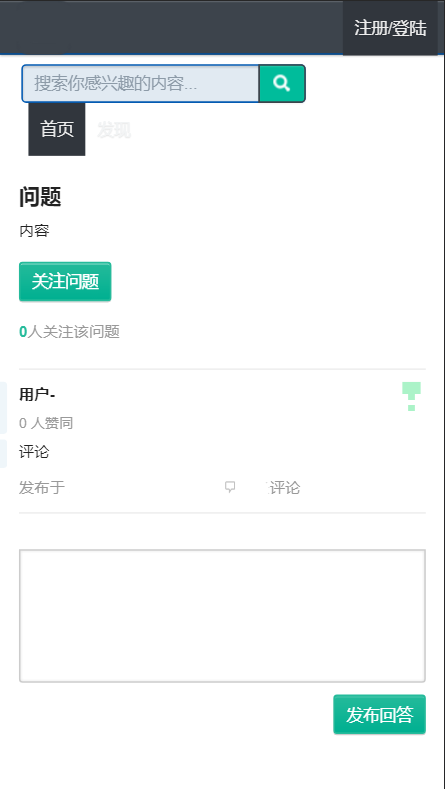 注册/登陆
搜索你感兴趣的内容...
首页 发现
问题
内容
关注问题
0人关注该问题
用户-
0 人赞同
评论
发布于 评论
发布回答